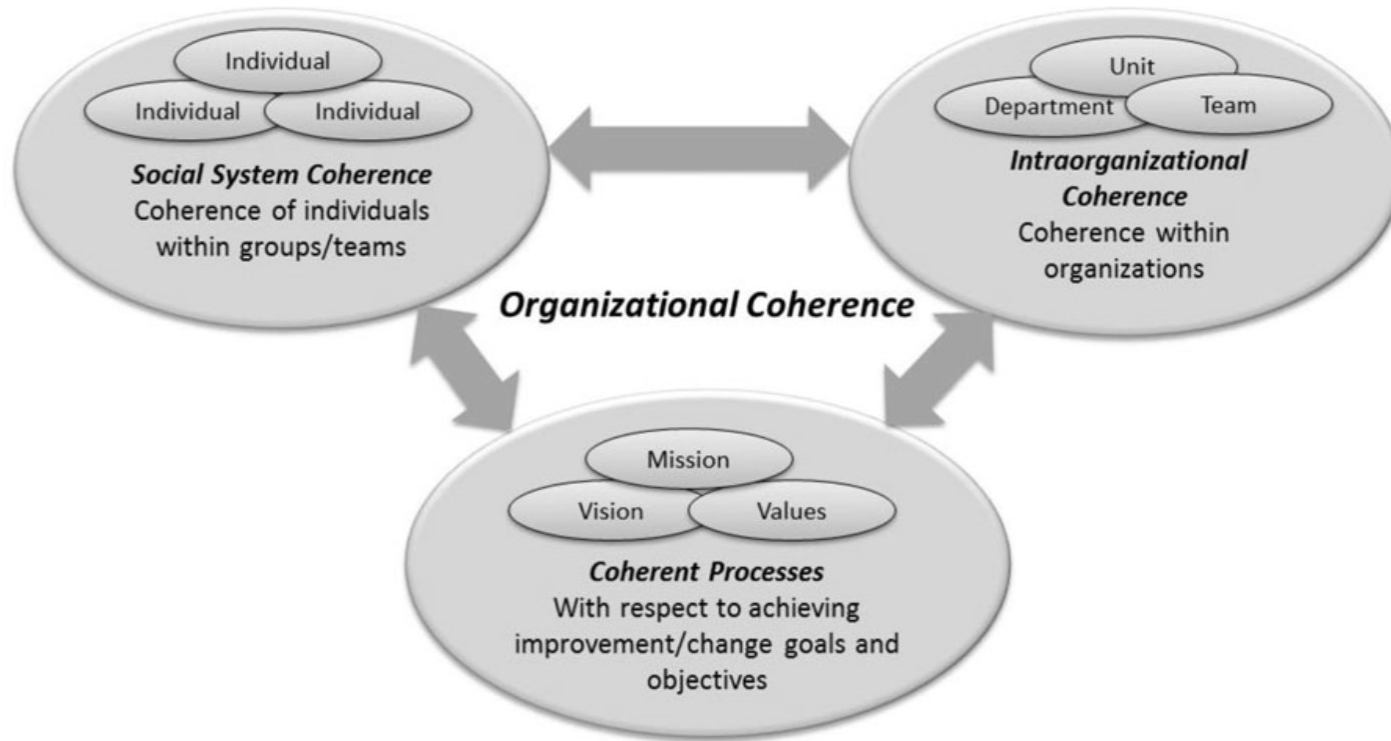 Individual
Individual
Individual
Social System Coherence
Coherence of individuals
within groups/teams
Unit
Department
Team
Intraorganizational
Coherence
Coherence within
organizations
Organizational Coherence
Mission
Vision
Values
Coherent Processes
With respect to achieving
improvement/change goals and
objectives